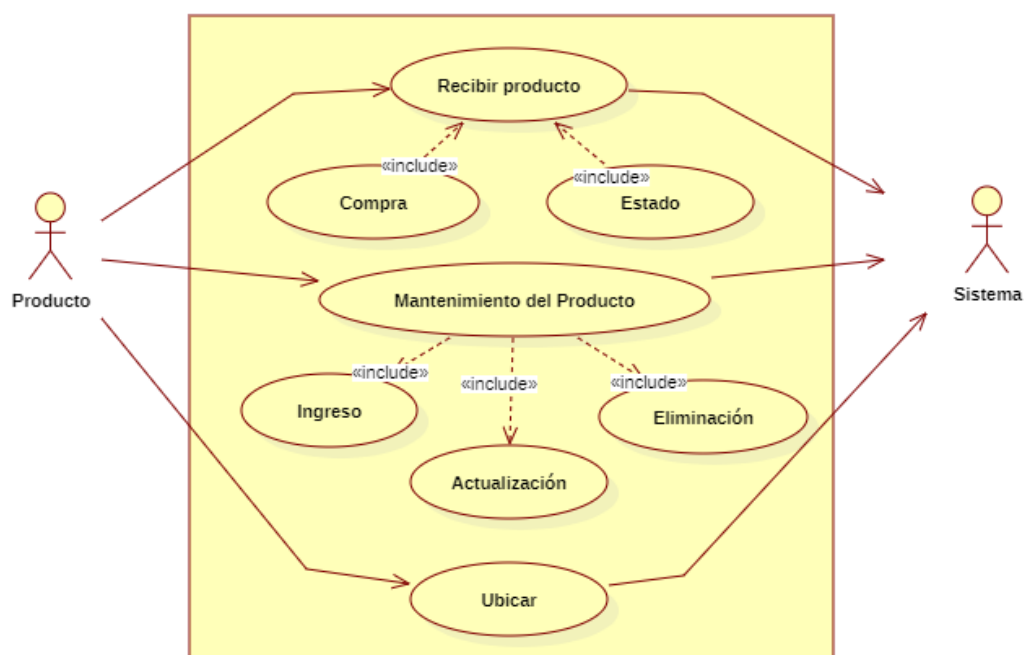 Recibir producto
«include»
«include»
Compra
Estado
Producto
Mantenimiento del Producto
Sistema
«include»
«include»
«include»
Ingreso
Eliminación
Actualización
Ubicar